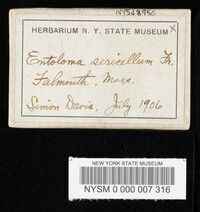 HERBARIUM N. Y. STATE MUSEUM X
Entoloma sericellum Fr.
Falmouth, Mass.
Simon Davis, July 1906
NEW YORK STATE MUSEUM
NYSM 0 000 007 316